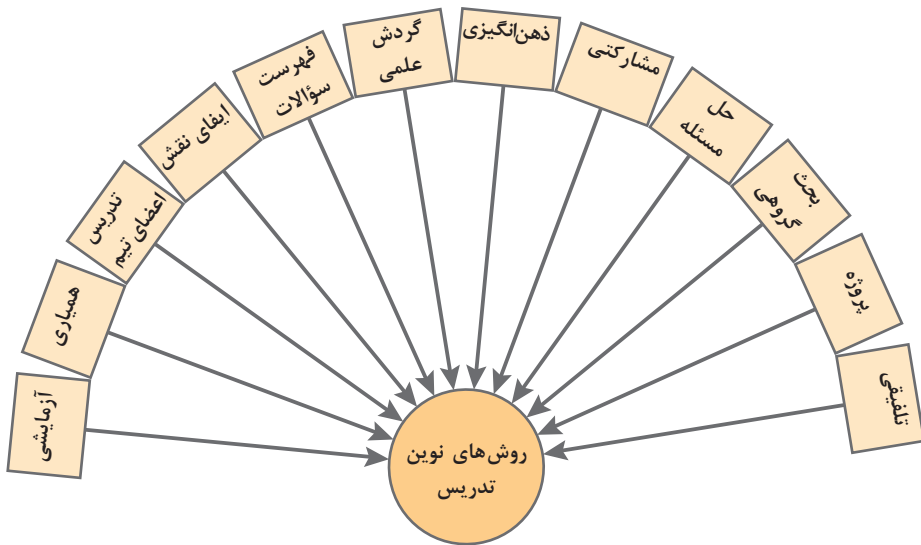 تلفیقی
پروژه
بحث
گروهی
حل
مسئله
مشارکتی
ذهن‌انگیزی
گردش
علمی
فهرست
سؤالات
ایفای نقش
تدریس
اعضای تیم
همیاری
آزمایشی
روش‌های نوین
تدریس